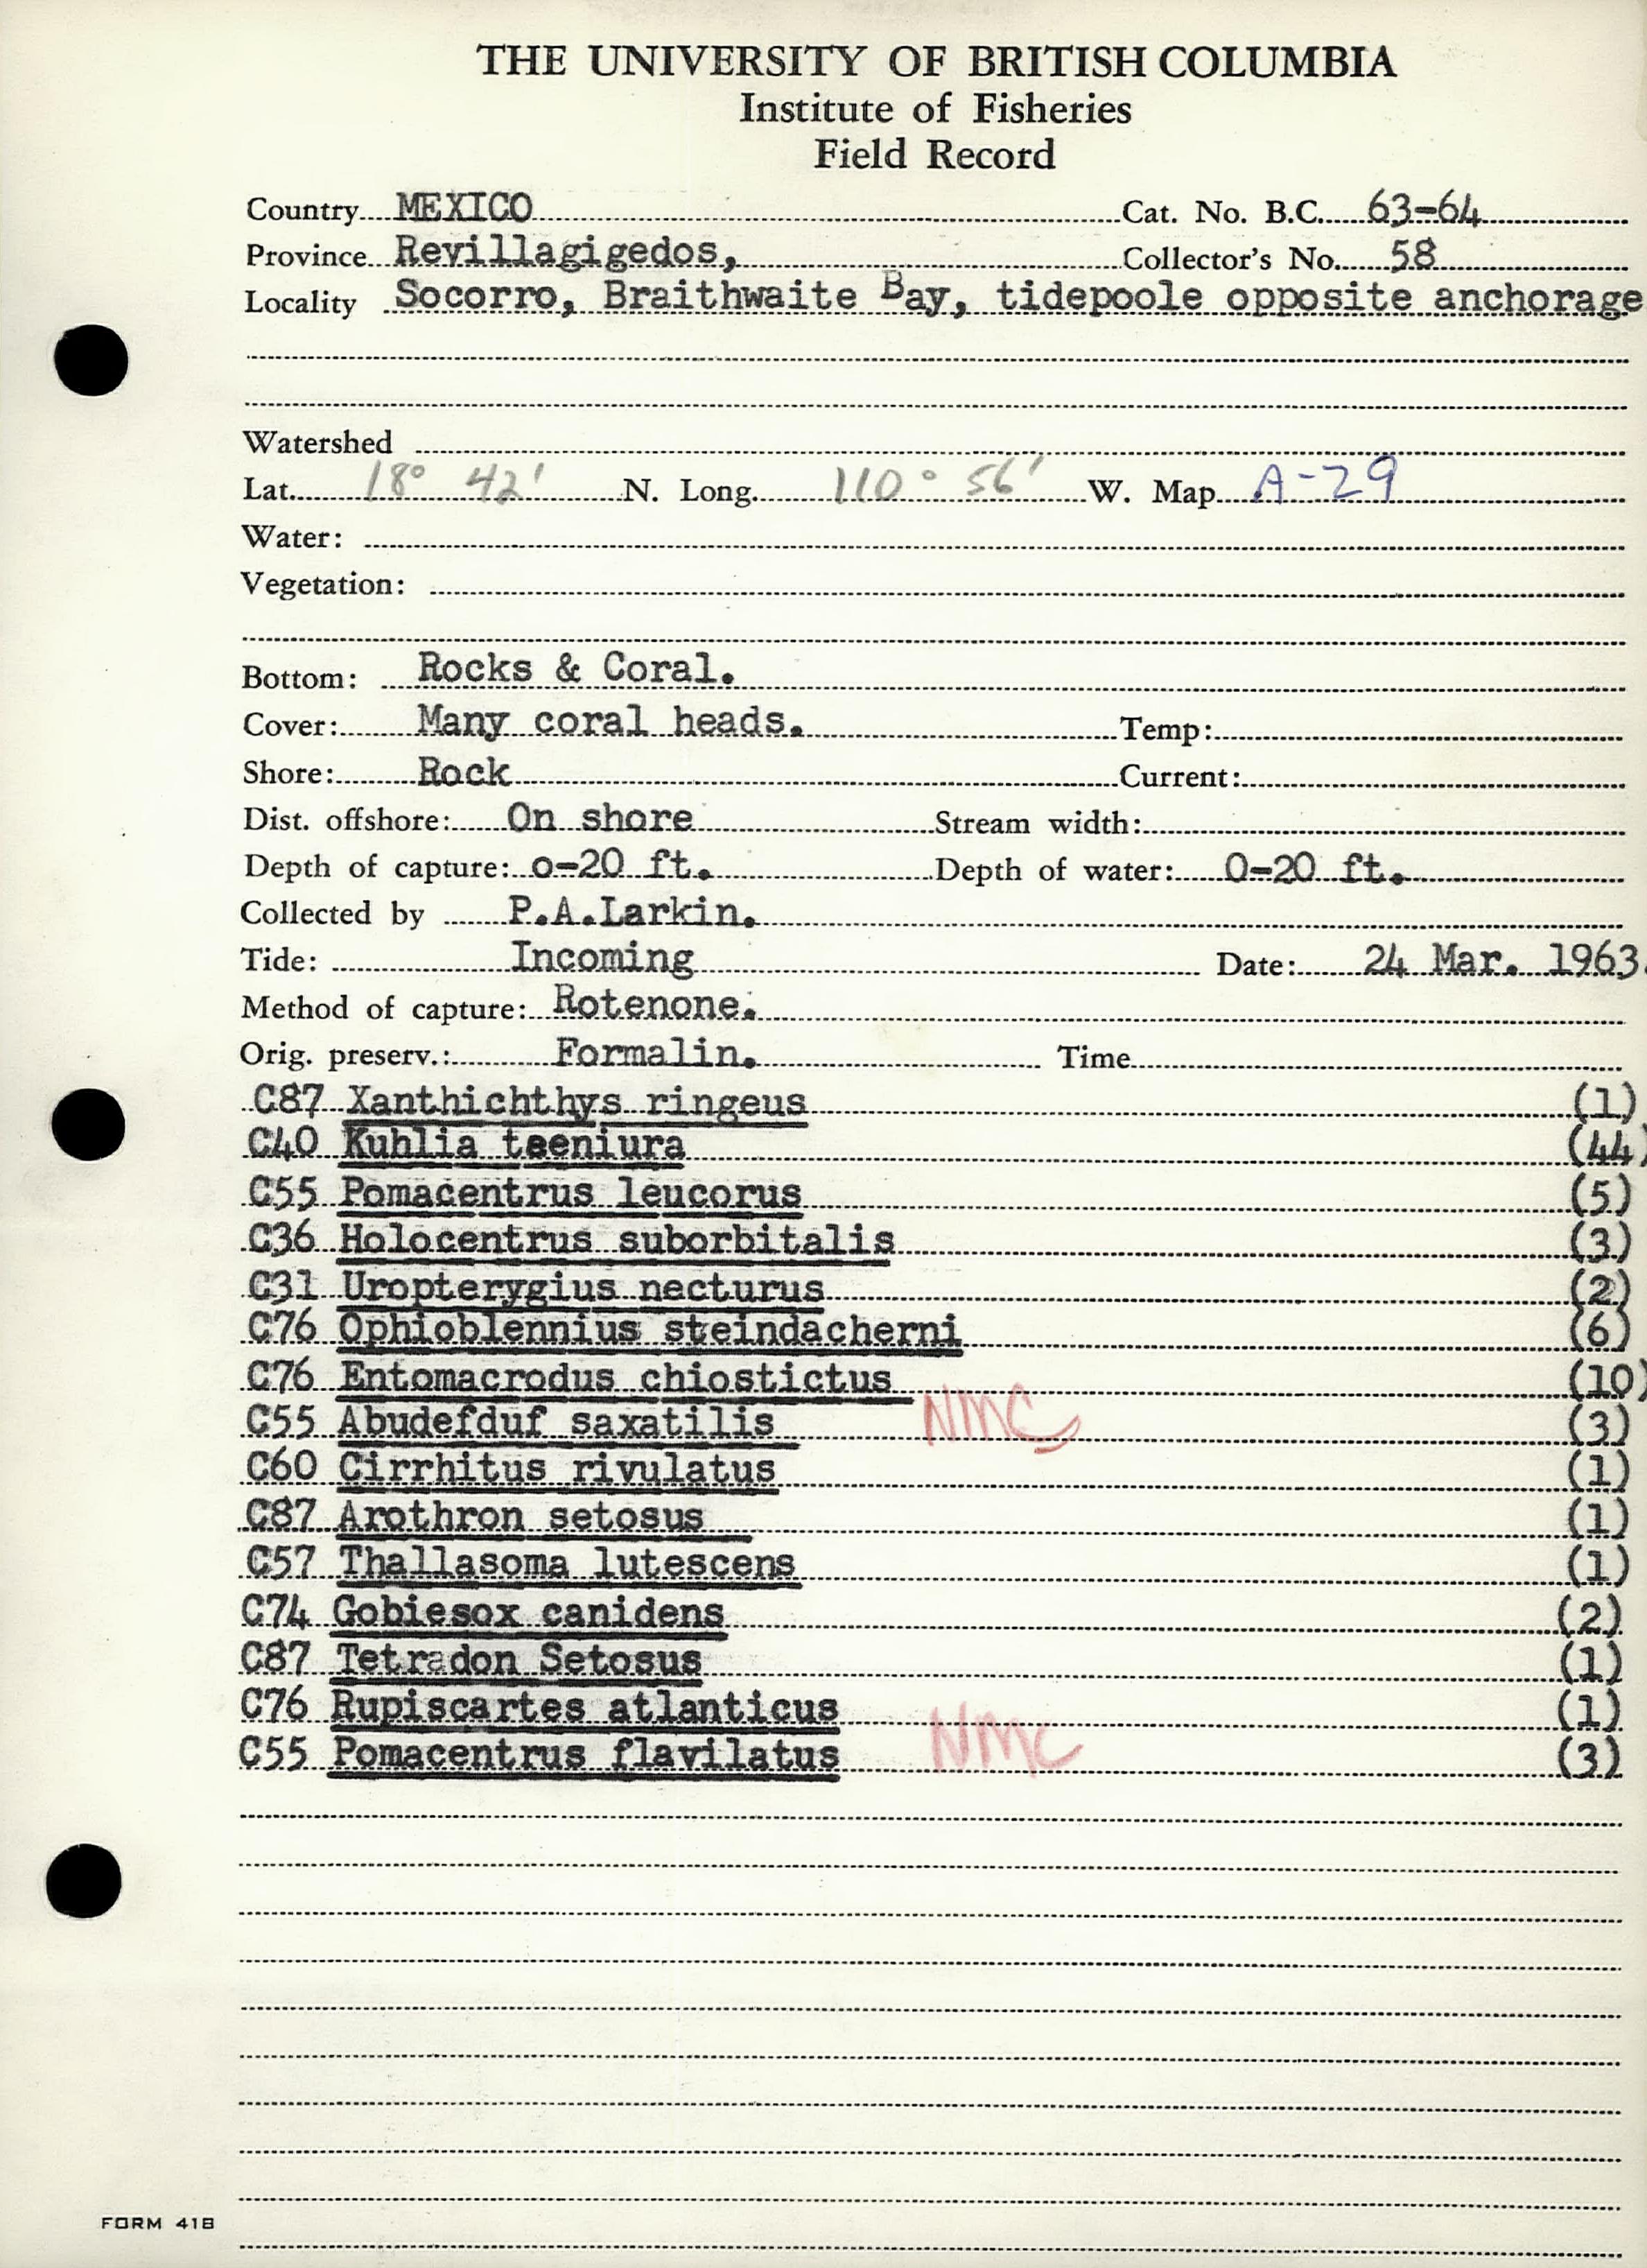 THE UNIVERSITY OF BRITISH COLUMBIA
Institute of Fisheries
Field Record
Country MEXICO Cat. No. B.C. 63-64
Province Revillagigedos, Collector's No. 58
Locality Socorro, Braithwaite Bay, tidepoole opposite anchorage
Watershed
Lat. 18° 42' N. Long. 110° 56' W. Map A-29
Water:
Vegetation:
Bottom: Rocks & Coral.
Cover: Many coral heads. Temp:
Shore: Rock Current:
Dist. offshore: On shore Stream width:
Depth of capture: o-20 ft. Depth of water: 0-20 ft.
Collected by P.A.Larkin.
Tide: Incoming Date: 24 Mar. 1963.
Method of capture: Rotenone.
Orig. preserv.: Formalin. Time
C87 Xanthichthys ringeus (1)
C40 Kuhlia taeniura (44)
C55 Pomacentrus leucorus (5)
C36 Holocentrus suborbitalis (3)
C31 Uropterygius necturus (2)
C76 Ophioblennius steindacherni (6)
C76 Entomacrodus chiostictus (10)
C55 Abudefduf saxatilis NMC (3)
C60 Cirrhitus rivulatus (1)
C87 Arothron setosus (1)
C57 Thallasoma lutescens (1)
C74 Gobiesox canidens (2)
C87 Tetradon Setosus (1)
C76 Rupiscartes atlanticus (1)
C55 Pomacentrus flavilatus NMC (3)
FORM 41B